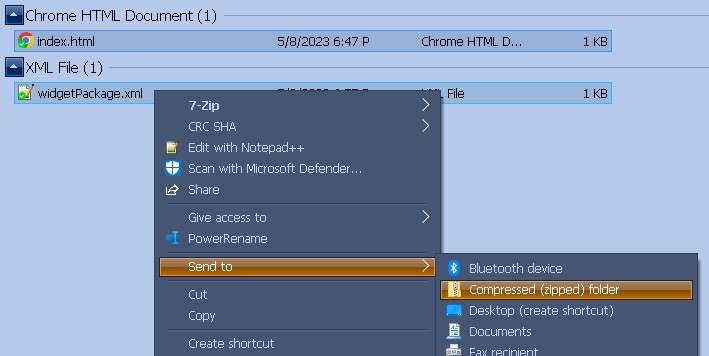 Chrome HTML Document (1)
index.html 5/8/2023 6:47 P Chrome HTML D... 1 KB
XML File (1)
widgetPackage.xml XML File 1 KB
7-Zip
CRC SHA
Edit with Notepad++
Scan with Microsoft Defender...
Share
Give access to
PowerRename
Send to
Bluetooth device
Cut
Compressed (zipped) folder
Copy
Desktop (create shortcut)
Documents
Create shortcut
Fax recipient